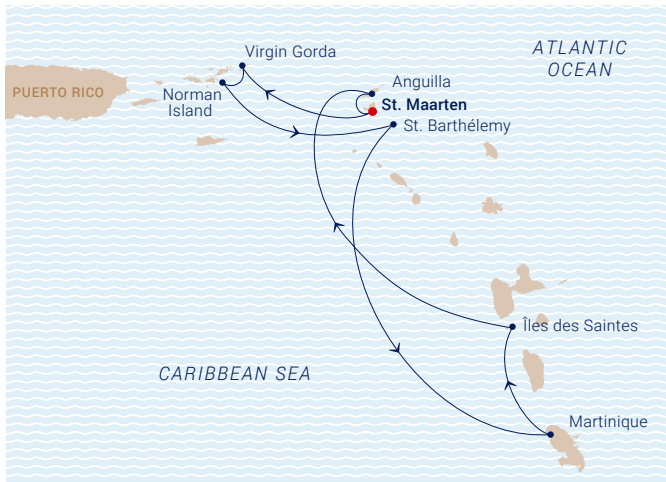 ATLANTIC
OCEAN
Virgin Gorda
Anguilla
PUERTO RICO
Norman
Island
St. Maarten
St. Barthélemy
Îles des Saintes
CARIBBEAN SEA
Martinique